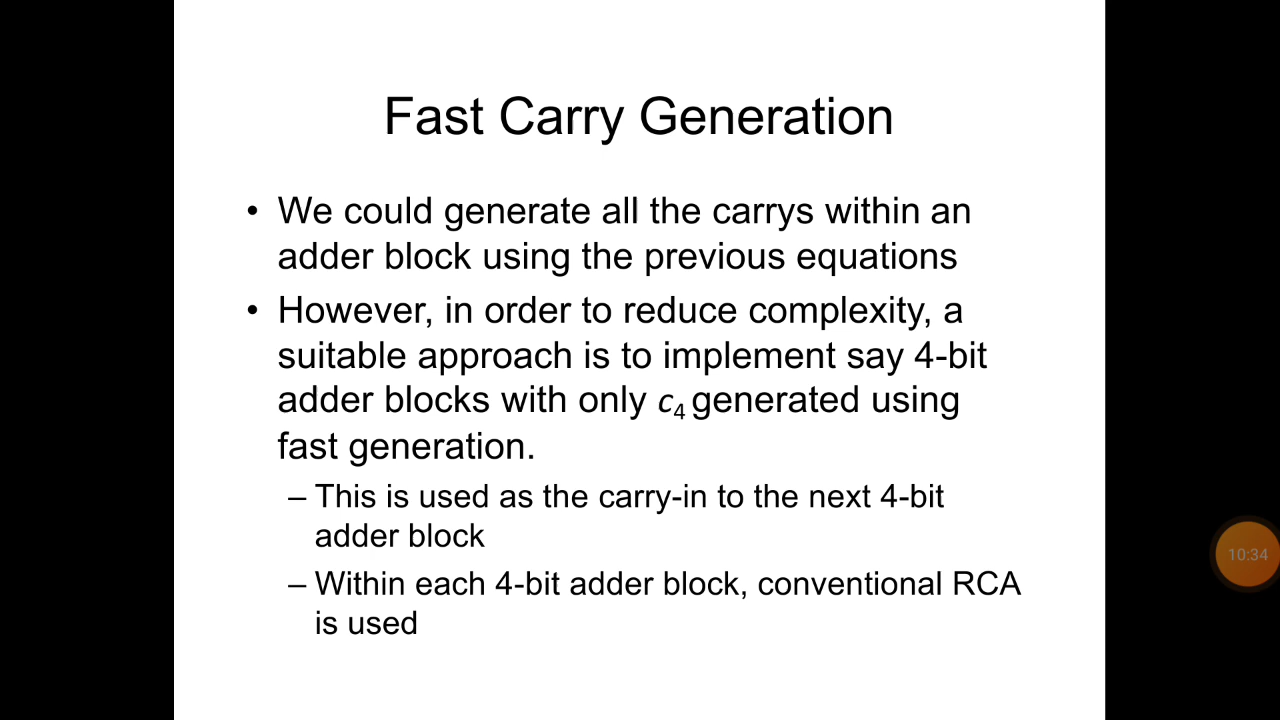 Fast Carry Generation
• We could generate all the carrys within an
adder block using the previous equations
• However, in order to reduce complexity, a
suitable approach is to implement say 4-bit
adder blocks with only c4 generated using
fast generation.
– This is used as the carry-in to the next 4-bit
adder block
– Within each 4-bit adder block, conventional RCA
is used
10:34